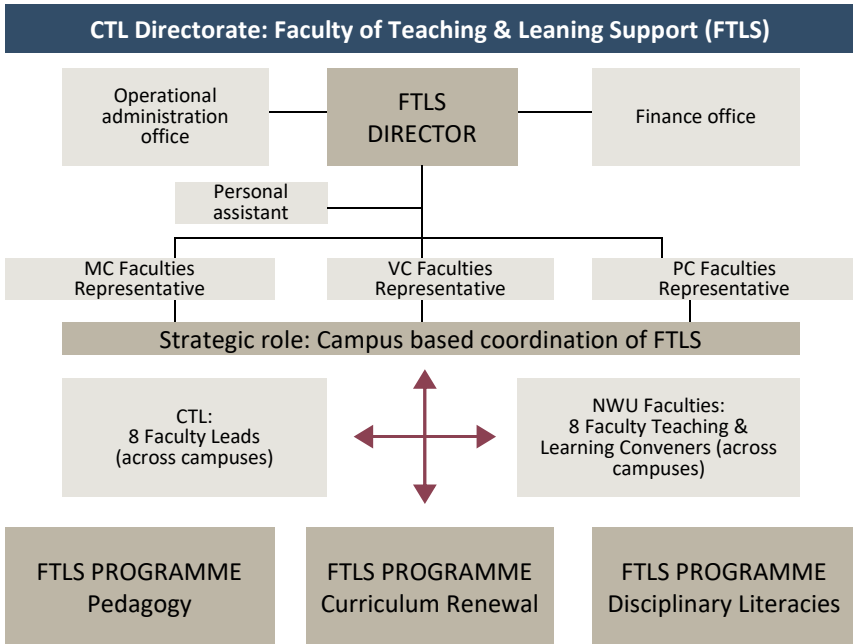 CTL Directorate: Faculty of Teaching & Leaning Support (FTLS)
Operational
administration
office
FTLS
DIRECTOR
Finance office
Personal
assistant
MC Faculties
Representative
VC Faculties
Representative
PC Faculties
Representative
Strategic role: Campus based coordination of FTLS
CTL:
8 Faculty Leads
(across campuses)
NWU Faculties:
8 Faculty Teaching &
Learning Conveners (across
campuses)
FTLS PROGRAMME
Pedagogy
FTLS PROGRAMME
Curriculum Renewal
FTLS PROGRAMME
Disciplinary Literacies